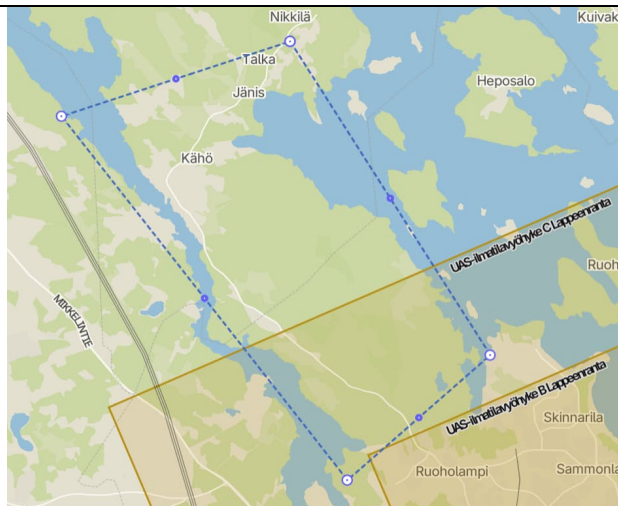 Nikkilä
Kuivak
Talka
Heposalo
Jänis
Kähö
UAS-ilmatilavyöhyke C Lappeenranta
Ruoh
MIKKELINTIE
UAS-ilmatilavyöhyke B Lappeenranta
Skinnarila
Ruoholampi
Sammonla